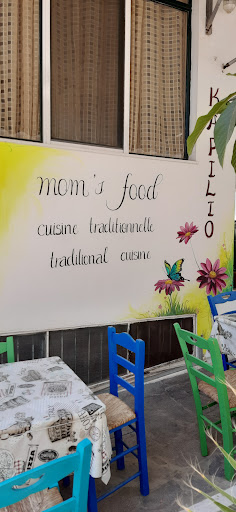 mom's food
cuisine traditionnelle
traditional cuisine
KAPILIO